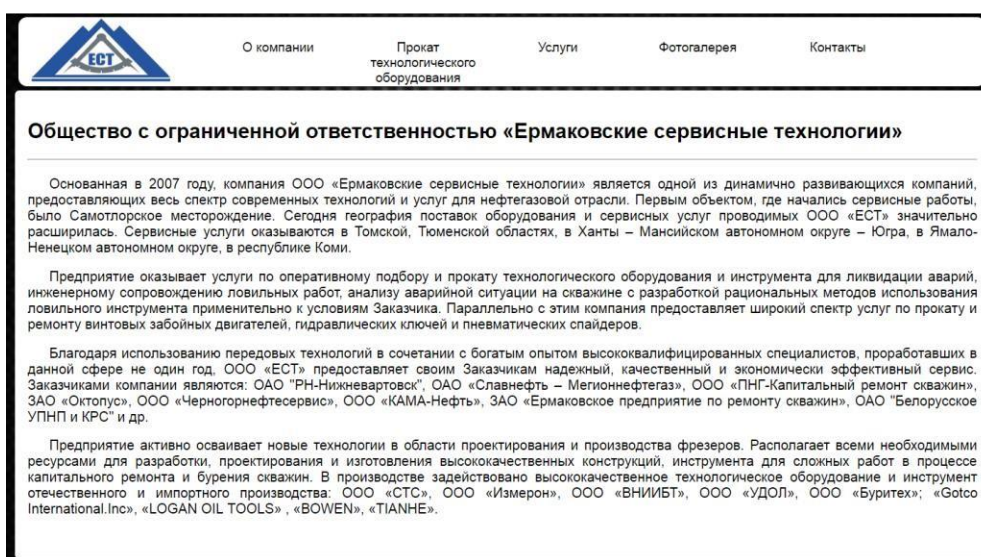 ЕСТ
О компании
Прокат
технологического
оборудования
Услуги
Фотогалерея
Контакты
Общество с ограниченной ответственностью «Ермаковские сервисные технологии»
Основанная в 2007 году, компания ООО «Ермаковские сервисные технологии» является одной из динамично развивающихся компаний,
предоставляющих весь спектр современных технологий и услуг для нефтегазовой отрасли. Первым объектом, где начались сервисные работы,
было Самотлорское месторождение. Сегодня география поставок оборудования и сервисных услуг проводимых ООО «ЕСТ» значительно
расширилась. Сервисные услуги оказываются в Томской, Тюменской областях, в Ханты – Мансийском автономном округе – Югра, в Ямало-
Ненецком автономном округе, в республике Коми.
Предприятие оказывает услуги по оперативному подбору и прокату технологического оборудования и инструмента для ликвидации аварий,
инженерному сопровождению ловильных работ, анализу аварийной ситуации на скважине с разработкой рациональных методов использования
ловильного инструмента применительно к условиям Заказчика. Параллельно с этим компания предоставляет широкий спектр услуг по прокату и
ремонту винтовых забойных двигателей, гидравлических ключей и пневматических спайдеров.
Благодаря использованию передовых технологий в сочетании с богатым опытом высококвалифицированных специалистов, проработавших в
данной сфере не один год, ООО «ЕСТ» предоставляет своим Заказчикам надежный, качественный и экономически эффективный сервис.
Заказчиками компании являются: ОАО "РН-Нижневартовск", ОАО «Славнефть – Мегионнефтегаз», ООО «ПНГ-Капитальный ремонт скважин»,
ЗАО «Октопус», ООО «Черногорнефтесервис», ООО «КАМА-Нефть», ЗАО «Ермаковское предприятие по ремонту скважин», ОАО "Белорусское
УПНП и КРС" и др.
Предприятие активно осваивает новые технологии в области проектирования и производства фрезеров. Располагает всеми необходимыми
ресурсами для разработки, проектирования и изготовления высококачественных конструкций, инструмента для сложных работ в процессе
капитального ремонта и бурения скважин. В производстве задействовано высококачественное технологическое оборудование и инструмент
отечественного и импортного производства: ООО «СТС», ООО «Измерон», ООО «ВНИИБТ», ООО «УДОЛ», ООО «Буритех»; «Gotco
International.Inc», «LOGAN OIL TOOLS» , «BOWEN», «TIANHE».